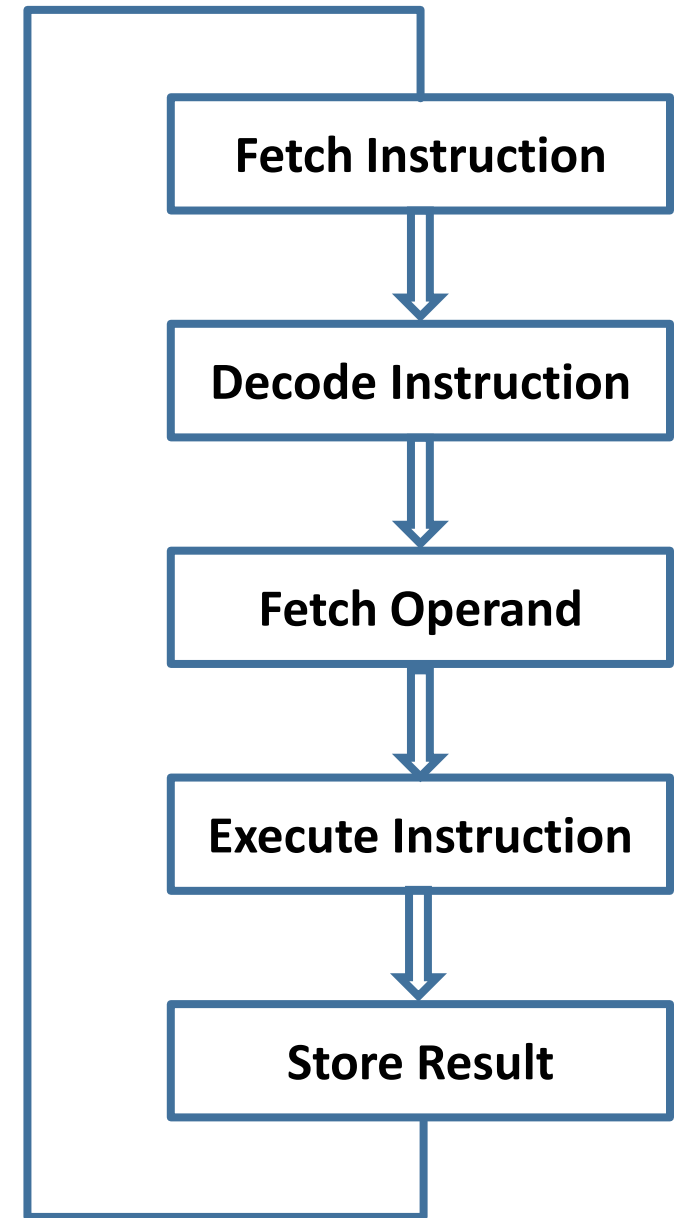 Fetch Instruction
Decode Instruction
Fetch Operand
Execute Instruction
Store Result